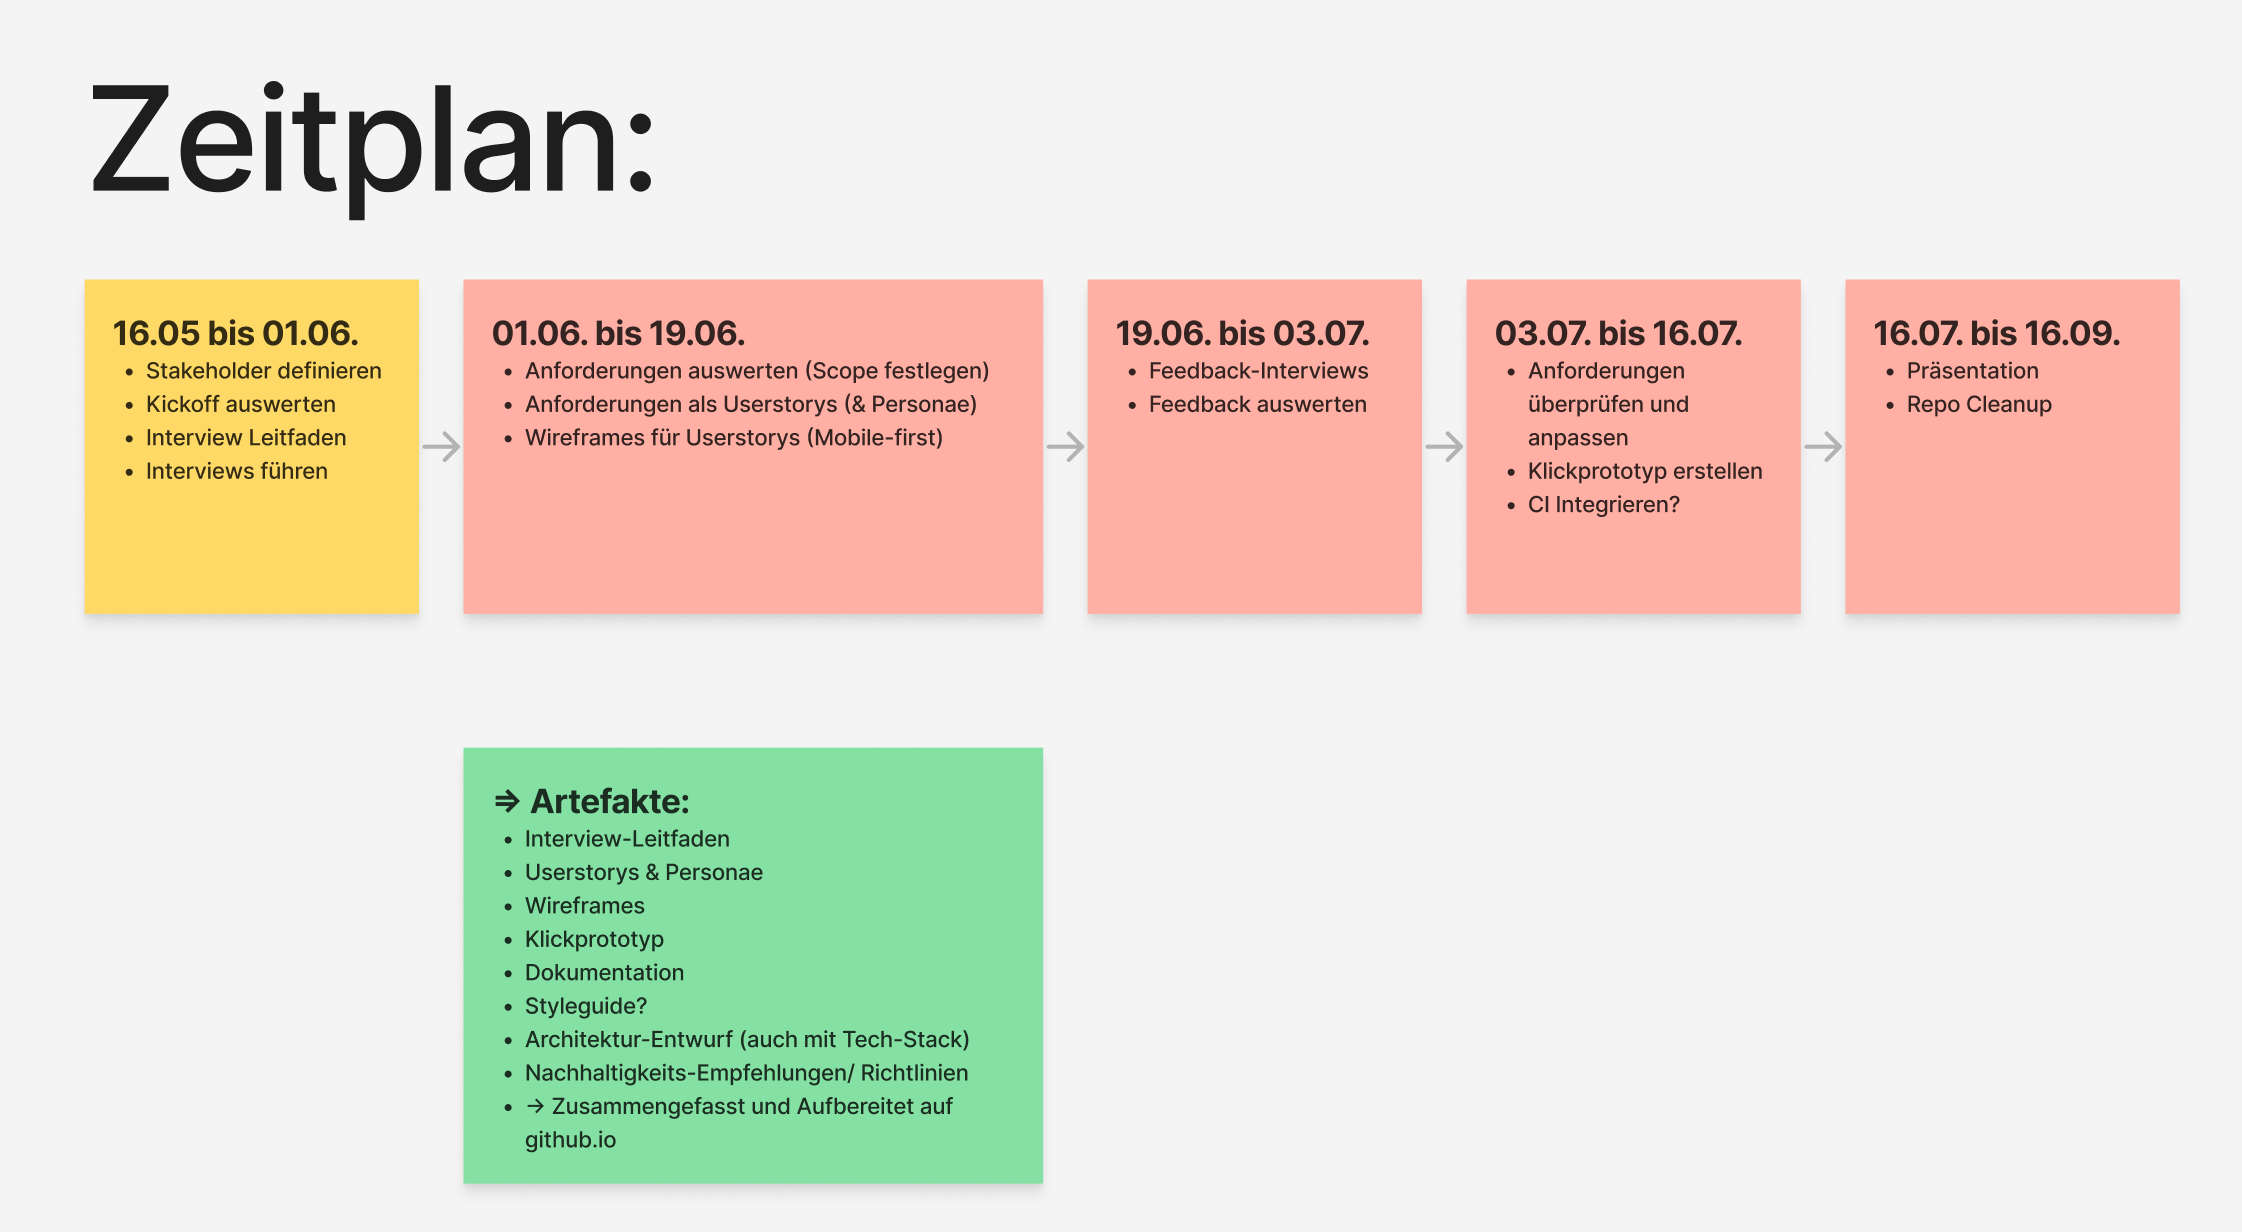 Zeitplan:
16.05 bis 01.06.
• Stakeholder definieren
• Kickoff auswerten
• Interview Leitfaden
• Interviews führen
01.06. bis 19.06.
• Anforderungen auswerten (Scope festlegen)
• Anforderungen als Userstorys (& Personae)
• Wireframes für Userstorys (Mobile-first)
19.06. bis 03.07.
• Feedback-Interviews
• Feedback auswerten
03.07. bis 16.07.
• Anforderungen
überprüfen und
anpassen
• Klickprototyp erstellen
• CI Integrieren?
16.07. bis 16.09.
• Präsentation
• Repo Cleanup
⇒ Artefakte:
• Interview-Leitfaden
• Userstorys & Personae
• Wireframes
• Klickprototyp
• Dokumentation
• Styleguide?
• Architektur-Entwurf (auch mit Tech-Stack)
• Nachhaltigkeits-Empfehlungen/ Richtlinien
• → Zusammengefasst und Aufbereitet auf
github.io